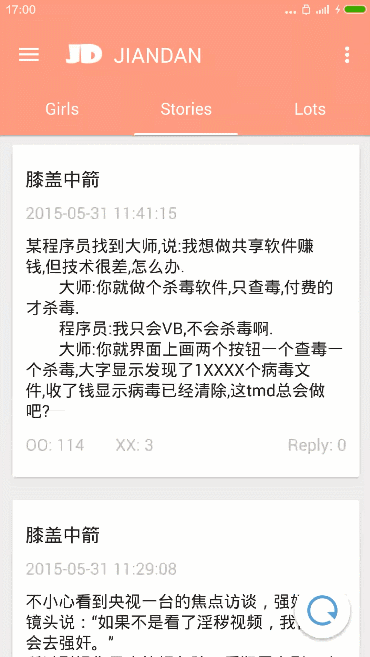 17:00
JD JIANDAN
Girls Stories Lots
膝盖中箭
2015-05-31 11:41:15
某程序员找到大师,说:我想做共享软件赚
钱,但技术很差,怎么办.
大师:你就做个杀毒软件,只查毒,付费的
才杀毒.
程序员:我只会VB,不会杀毒啊.
大师:你就界面上画两个按钮一个查毒一
个杀毒,大字显示发现了1XXXX个病毒文
件,收了钱显示病毒已经清除,这tmd总会做
吧?
OO: 114 XX: 3 Reply: 0
膝盖中箭
2015-05-31 11:29:08
不小心看到央视一台的焦点访谈，强奸
镜头说：“如果不是看了淫秽视频，我
会去强奸。”